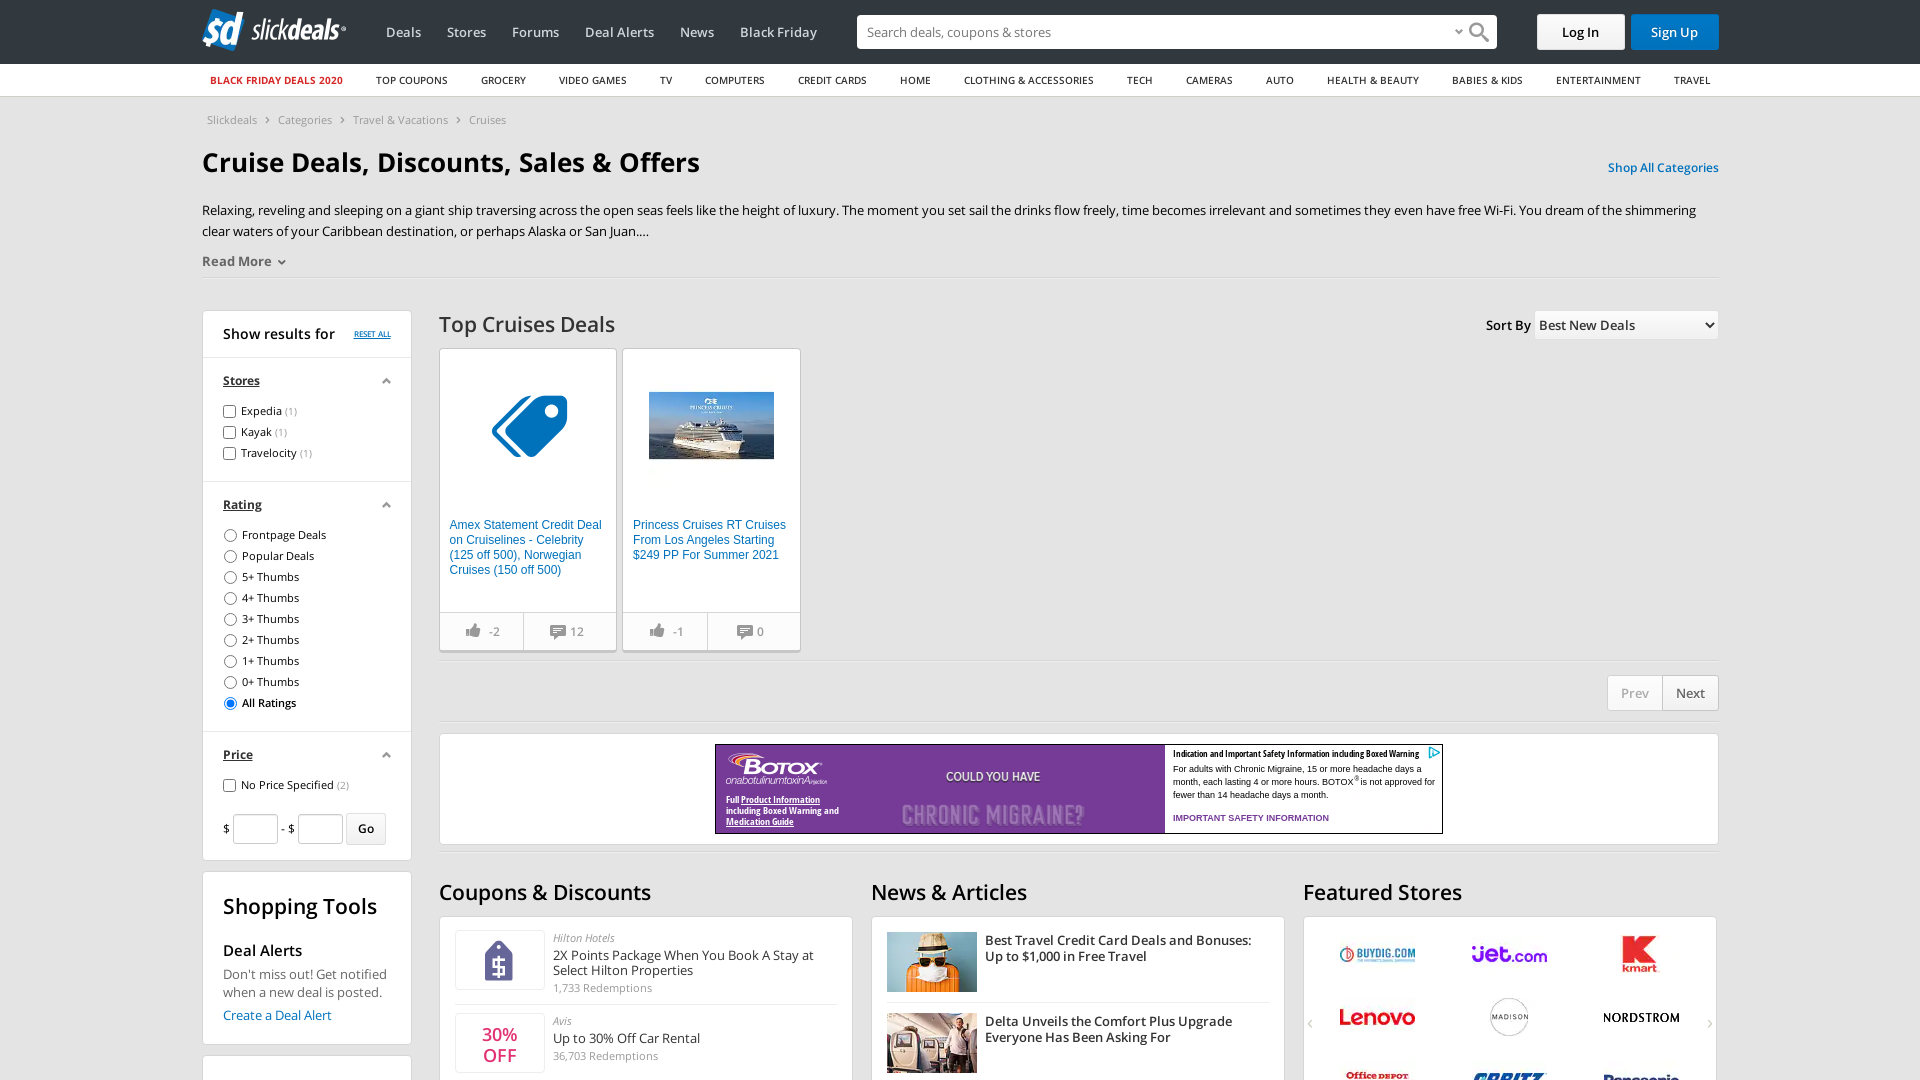 slickdeals
Deals
Stores
Forums
Deal Alerts
News
Black Friday
Search deals, coupons & stores
Log In
Sign Up
BLACK FRIDAY DEALS 2020
TOP COUPONS
GROCERY
VIDEO GAMES
TV
COMPUTERS
CREDIT CARDS
HOME
CLOTHING & ACCESSORIES
TECH
CAMERAS
AUTO
HEALTH & BEAUTY
BABIES & KIDS
ENTERTAINMENT
TRAVEL
Slickdeals > Categories > Travel & Vacations > Cruises
Cruise Deals, Discounts, Sales & Offers
Shop All Categories
Relaxing, reveling and sleeping on a giant ship traversing across the open seas feels like the height of luxury. The moment you set sail the drinks flow freely, time becomes irrelevant and sometimes they even have free Wi-Fi. You dream of the shimmering
clear waters of your Caribbean destination, or perhaps Alaska or San Juan.…
Read More
Show results for
RESET ALL
Stores
Expedia (1)
Kayak (1)
Travelocity (1)
Rating
Frontpage Deals
Popular Deals
5+ Thumbs
4+ Thumbs
3+ Thumbs
2+ Thumbs
1+ Thumbs
0+ Thumbs
All Ratings
Price
No Price Specified (2)
$ - $ Go
Shopping Tools
Deal Alerts
Don't miss out! Get notified
when a new deal is posted.
Create a Deal Alert
Top Cruises Deals
Sort By Best New Deals
Amex Statement Credit Deal
on Cruiselines - Celebrity
(125 off 500), Norwegian
Cruises (150 off 500)
-2
12
PRINCESS CRUISES
Princess Cruises RT Cruises
From Los Angeles Starting
$249 PP For Summer 2021
-1
0
Prev
Next
BOTOX
onabotulinumtoxinA injection
Full Product Information
including Boxed Warning and
Medication Guide
COULD YOU HAVE
CHRONIC MIGRAINE?
Indication and Important Safety Information including Boxed Warning
For adults with Chronic Migraine, 15 or more headache days a
month, each lasting 4 or more hours. BOTOX® is not approved for
fewer than 14 headache days a month.
IMPORTANT SAFETY INFORMATION
Coupons & Discounts
Hilton Hotels
2X Points Package When You Book A Stay at
Select Hilton Properties
1,733 Redemptions
30%
OFF
Avis
Up to 30% Off Car Rental
36,703 Redemptions
News & Articles
Best Travel Credit Card Deals and Bonuses:
Up to $1,000 in Free Travel
Delta Unveils the Comfort Plus Upgrade
Everyone Has Been Asking For
Featured Stores
BUYDIG.COM
Jet.com
kmart
Lenovo
MADISON
NORDSTROM
Office DEPOT
ORBITZ
Panasonic